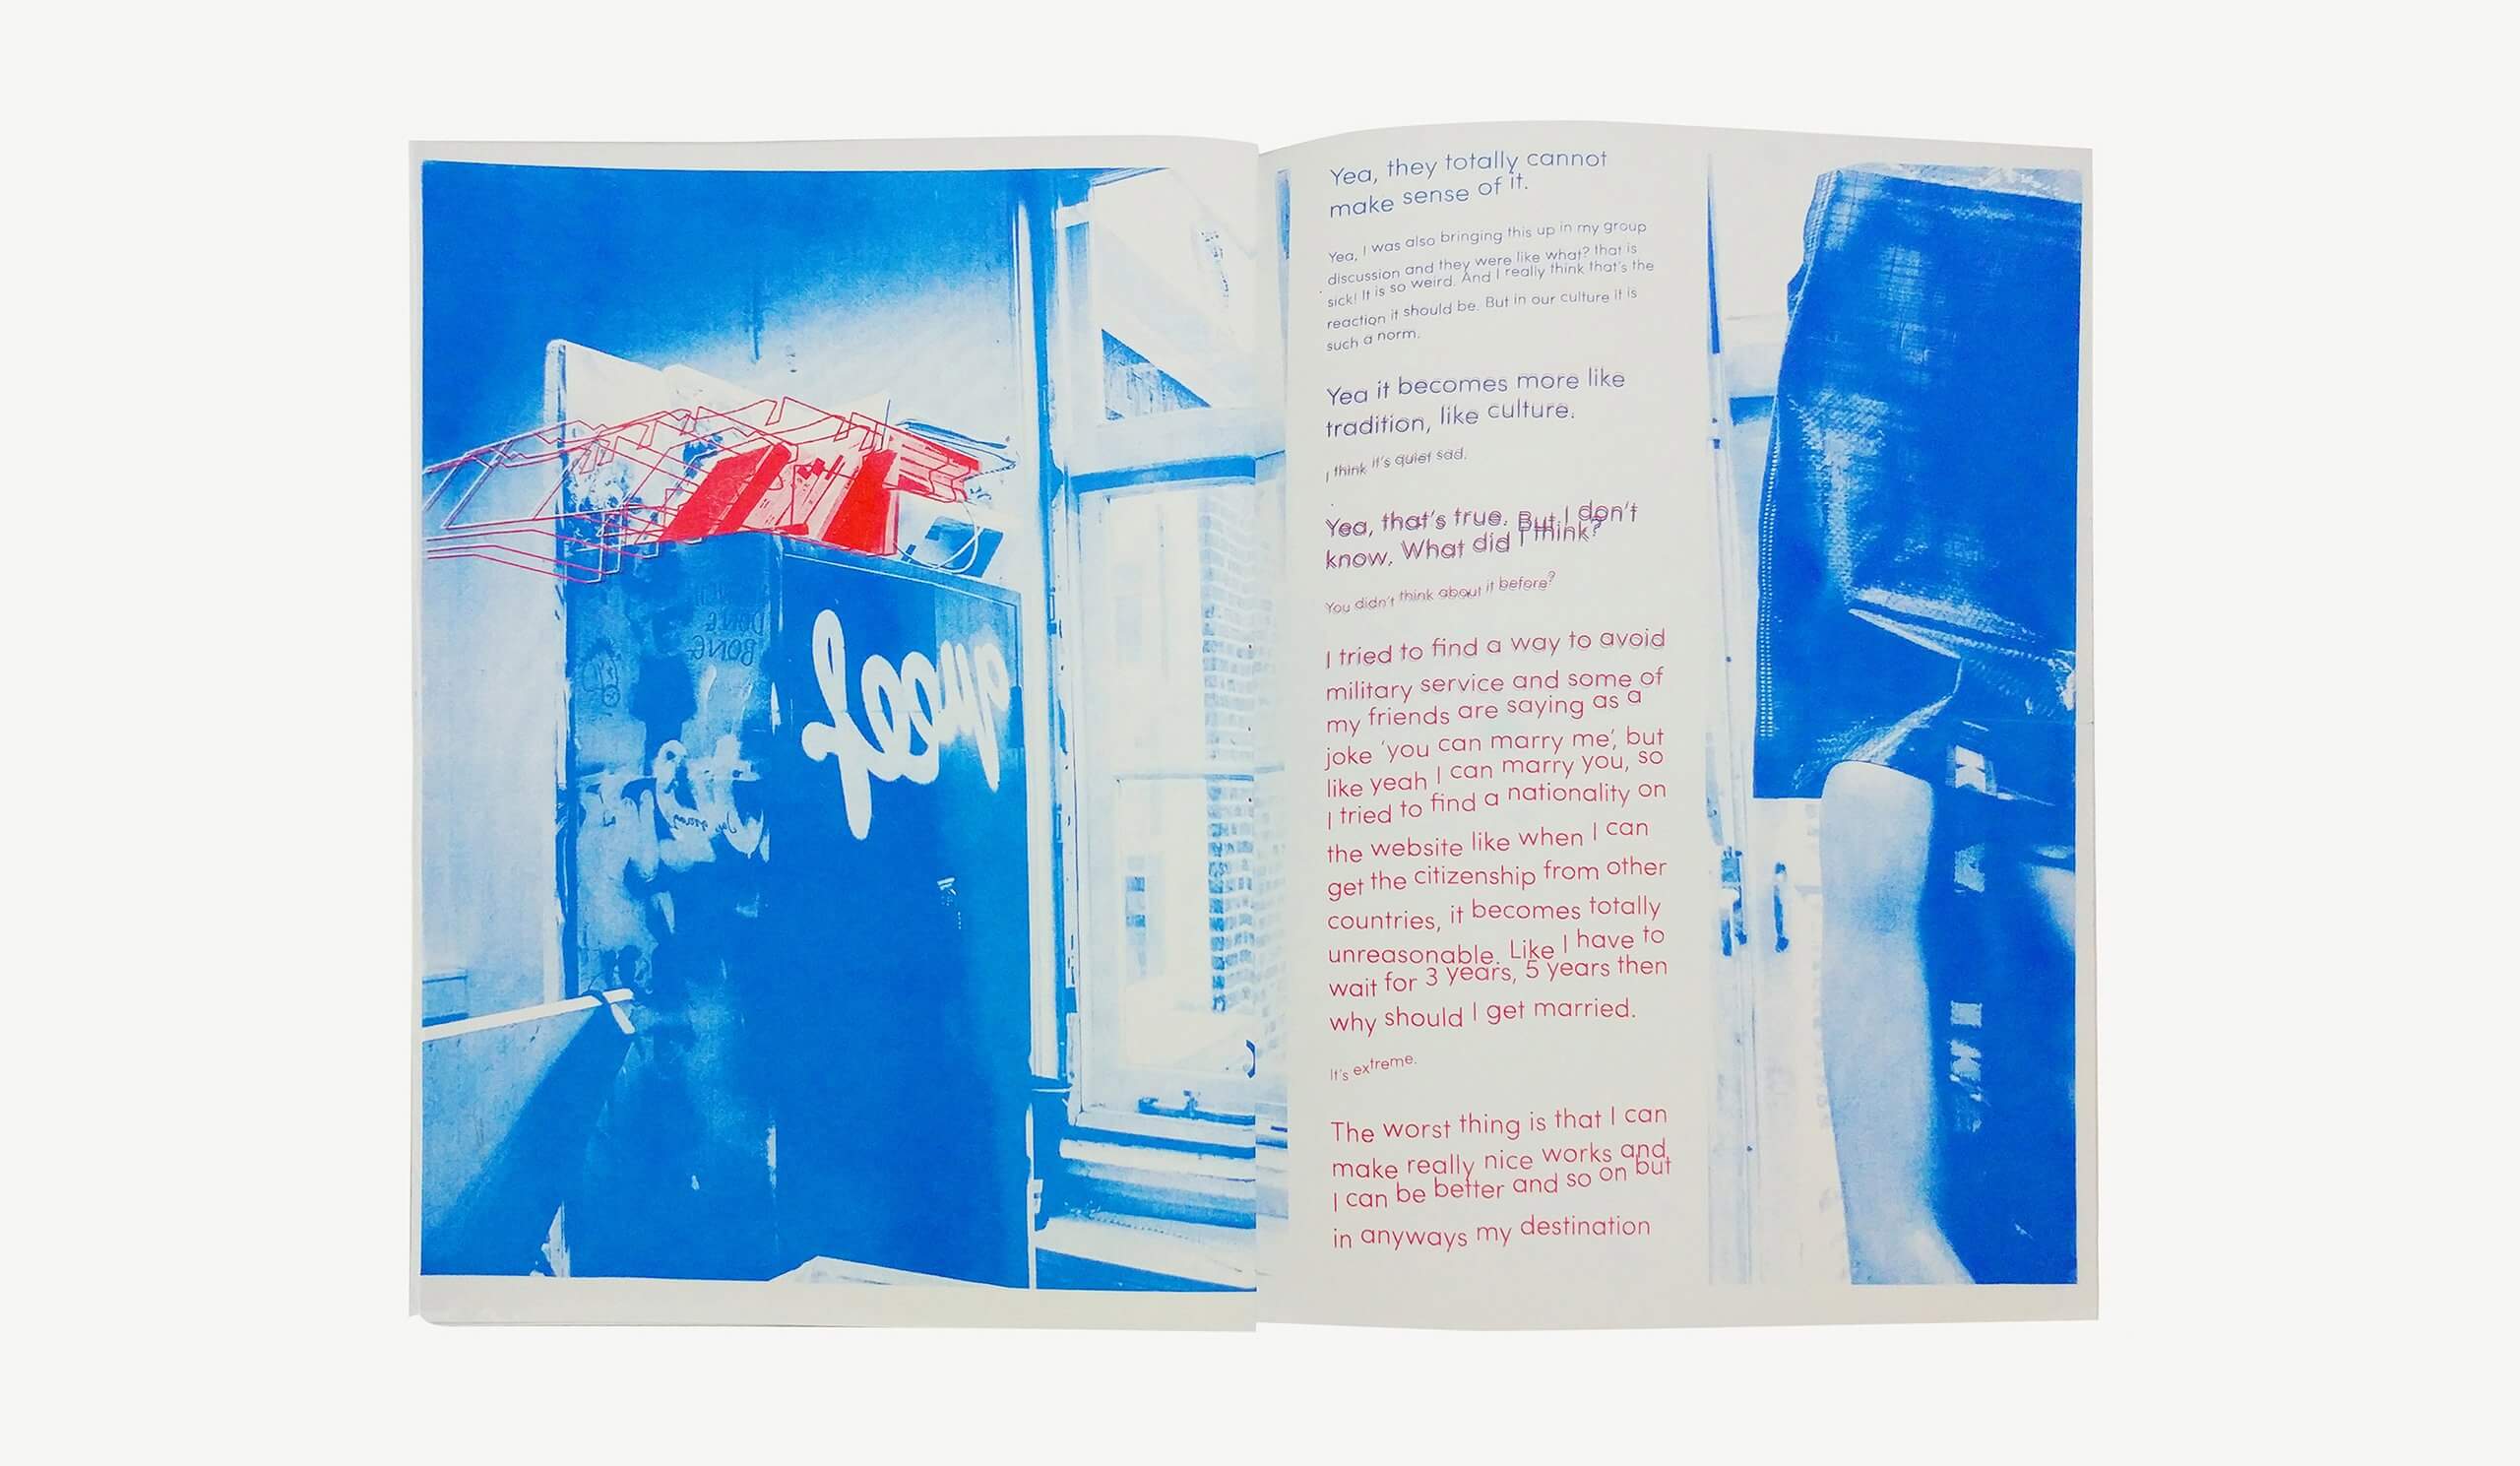 DONG
BONG
queef
Yea, they totally cannot
make sense of it.
Yea, I was also bringing this up in my group
discussion and they were like what? that is
sick! It is so weird. And I really think that's the
reaction it should be. But in our culture it is
such a norm.
Yea it becomes more like
tradition, like culture.
I think it's quiet sad.
Yea, that's true. But I don't
know. What did I think?
You didn't think about it before?
I tried to find a way to avoid
military service and some of
my friends are saying as a
joke 'you can marry me', but
like yeah I can marry you, so
I tried to find a nationality on
the website like when I can
get the citizenship from other
countries, it becomes totally
unreasonable. Like I have to
wait for 3 years, 5 years then
why should I get married.
It's extreme.
The worst thing is that I can
make really nice works and
I can be better and so on but
in anyways my destination